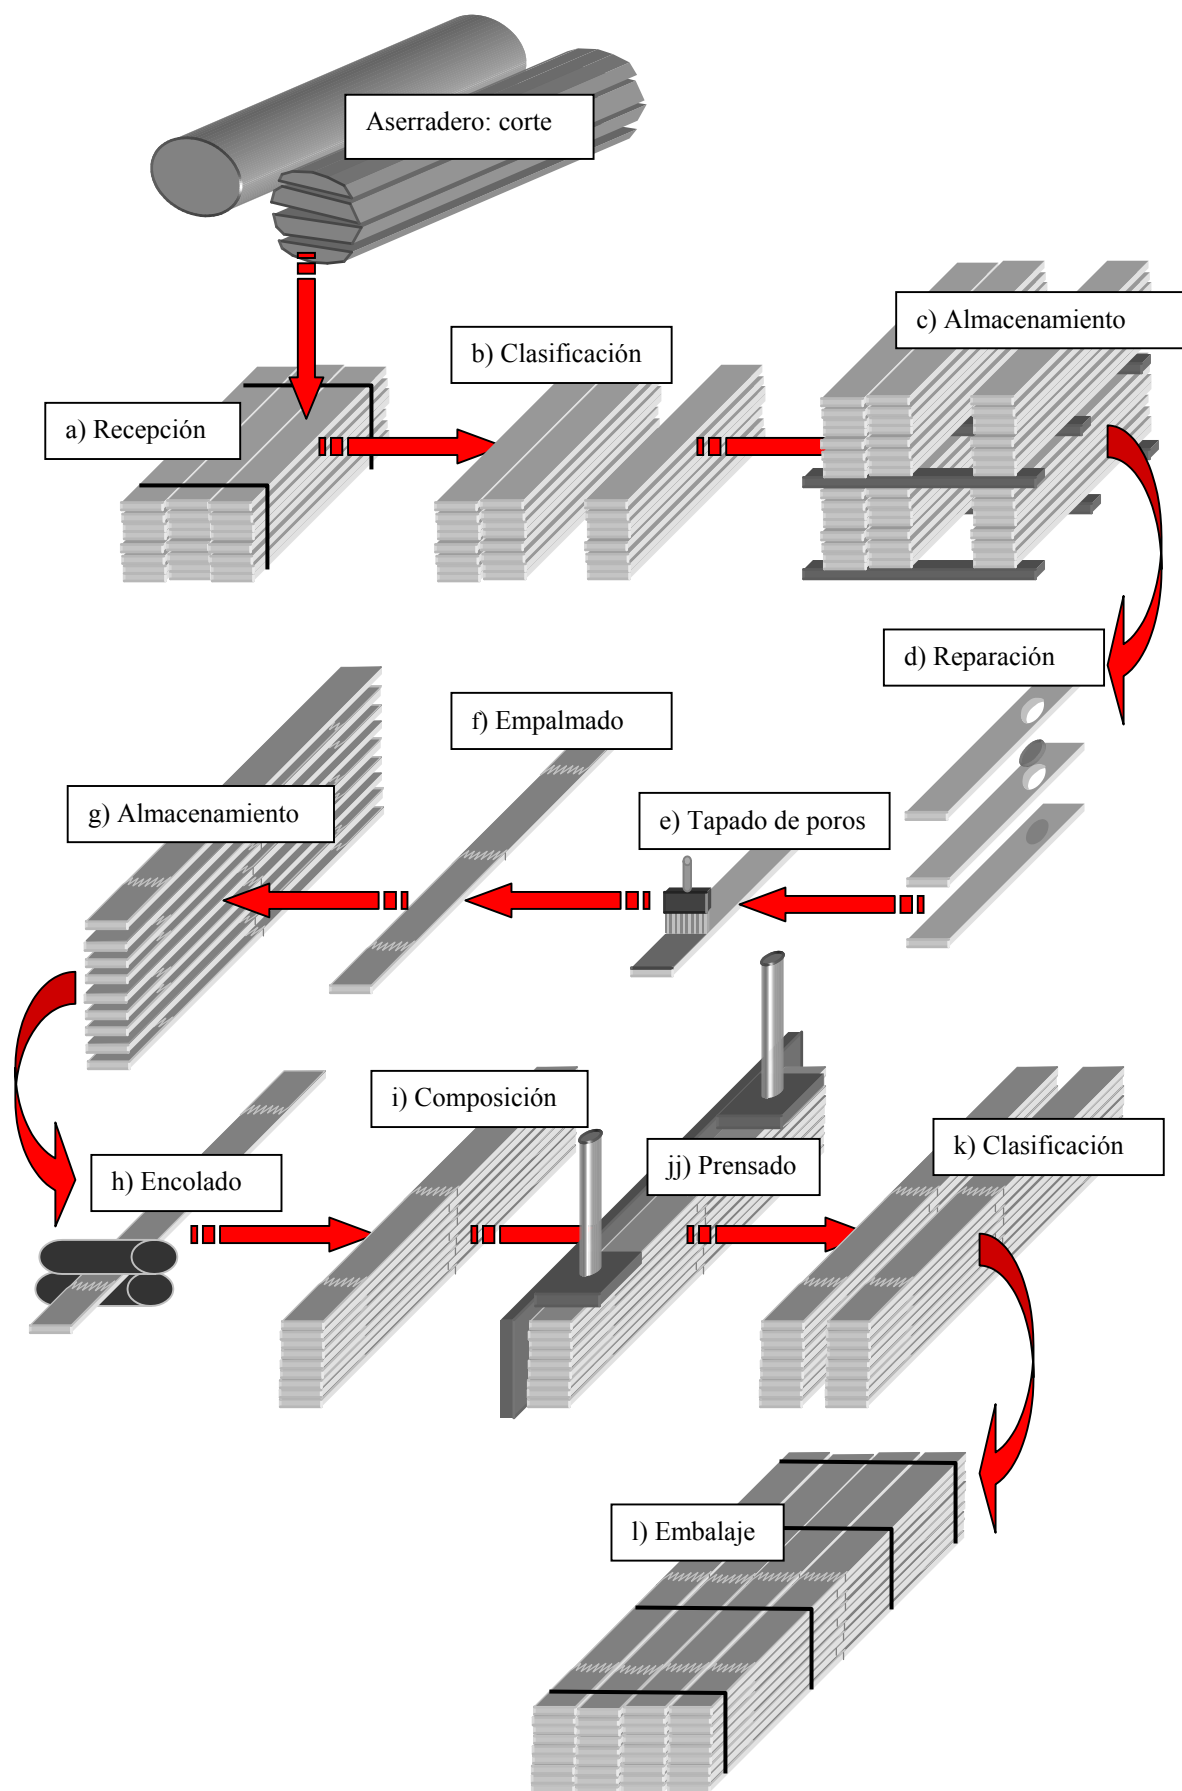 Aserradero: corte
a) Recepción
b) Clasificación
c) Almacenamiento
d) Reparación
e) Tapado de poros
f) Empalmado
g) Almacenamiento
h) Encolado
i) Composición
jj) Prensado
k) Clasificación
l) Embalaje